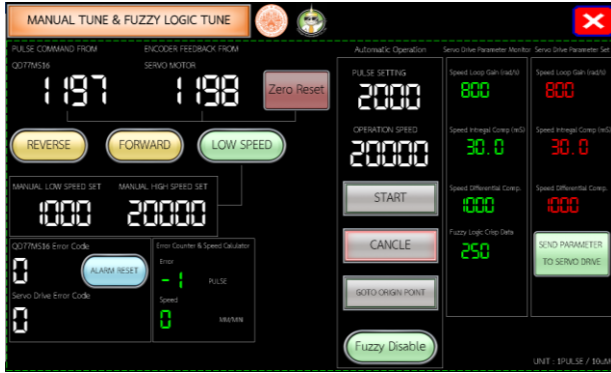 MANUAL TUNE & FUZZY LOGIC TUNE
PULSE COMMAND FROM
QD77MS16
1197
ENCODER FEEDBACK FROM
SERVO MOTOR
1198
Zero Reset
REVERSE
FORWARD
LOW SPEED
MANUAL LOW SPEED SET
1000
MANUAL HIGH SPEED SET
20000
QD77MS16 Error Code
0
ALARM RESET
Servo Drive Error Code
0
Error Counter & Speed Calulator
Error
-1
PULSE
Speed
0
MM/MIN
Automatic Operation
PULSE SETTING
2000
OPERATION SPEED
20000
START
CANCLE
GOTO ORIGIN POINT
Fuzzy Disable
Servo Drive Parameter Monitor
Speed Loop Gain (rad/s)
800
Speed Intregal Comp (mS)
30.0
Speed Differential Comp.
1000
Fuzzy Logic Crisp Data
250
Servo Drive Parameter Set
Speed Loop Gain (rad/s)
800
Speed Intregal Comp (mS)
30.0
Speed Differential Comp.
1000
SEND PARAMETER
TO SERVO DRIVE
UNIT : 1PULSE / 10uM